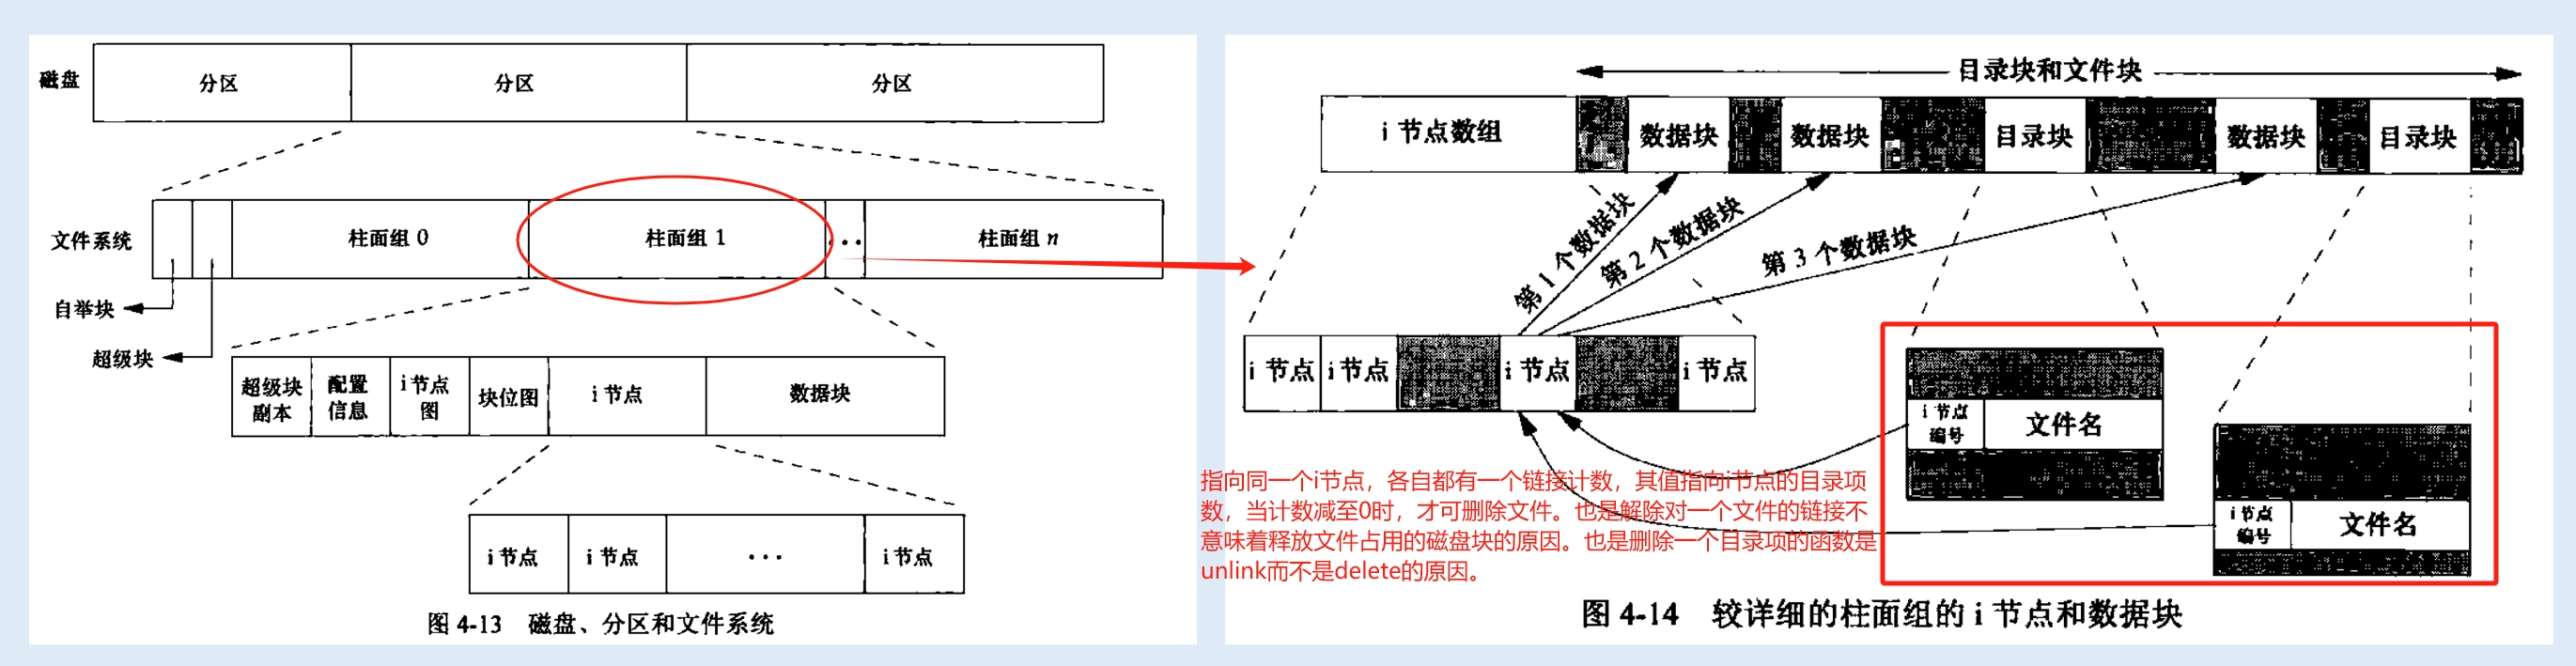 磁盘
分区
分区
分区
文件系统
柱面组 0
柱面组 1
...
柱面组 n
自举块
超级块
超级块
副本
配置
信息
i 节点
图
块位图
i 节点
数据块
i 节点
i 节点
...
i 节点
图 4-13 磁盘、分区和文件系统
目录块和文件块
i 节点数组
数据块
数据块
目录块
数据块
目录块
第 1 个数据块
第 2 个数据块
第 3 个数据块
i 节点
i 节点
i 节点
i 节点
i 节点
编号
文件名
i 节点
编号
文件名
指向同一个i节点，各自都有一个链接计数，其值指向i节点的目录项
数，当计数减至0时，才可删除文件。也是解除对一个文件的链接不
意味着释放文件占用的磁盘块的原因。也是删除一个目录项的函数是
unlink而不是delete的原因。
图 4-14 较详细的柱面组的 i 节点和数据块